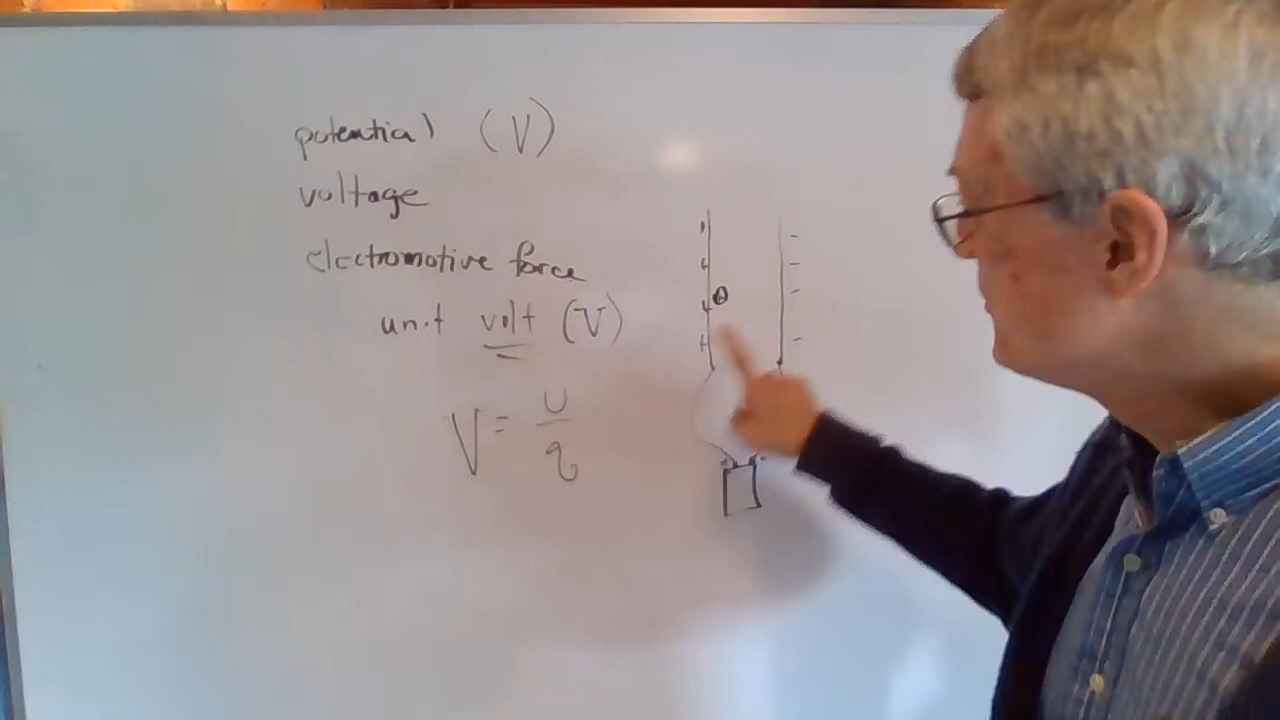 potential (V)
voltage
electromotive force
unit volt (V)
V = U / q
+ - 
+ -
+ -
+ -